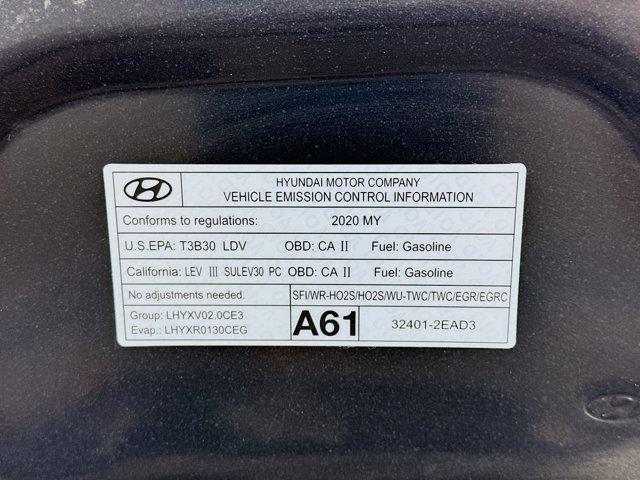 HYUNDAI MOTOR COMPANY
VEHICLE EMISSION CONTROL INFORMATION
Conforms to regulations: 2020 MY
U.S.EPA: T3B30 LDV OBD: CA II Fuel: Gasoline
California: LEV III SULEV30 PC OBD: CA II Fuel: Gasoline
No adjustments needed. SFI/WR-HO2S/HO2S/WU-TWC/TWC/EGR/EGRC
Group: LHYXV02.0CE3
Evap.: LHYXR0130CEG
A61
32401-2EAD3